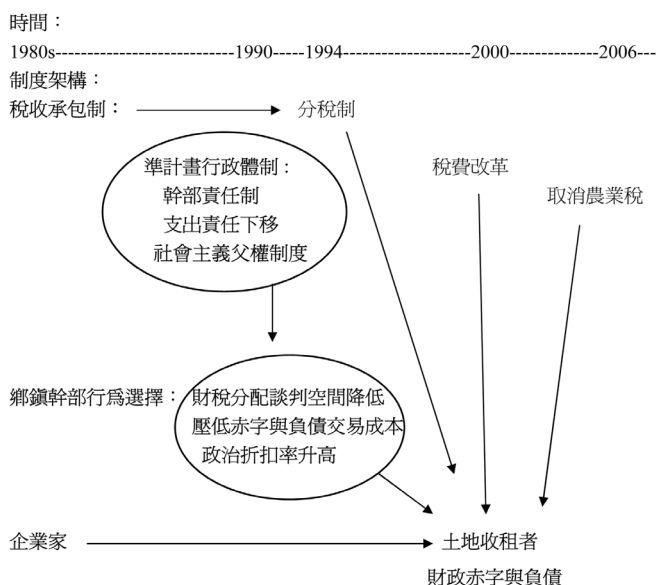 時間：
1980s-----------------------------1990-----1994---------------------2000---------------2006---
制度架構：
稅收承包制： 分稅制
準計畫行政體制：
幹部責任制
支出責任下移
社會主義父權制度
稅費改革
取消農業稅
鄉鎮幹部行為選擇：
財稅分配談判空間降低
壓低赤字與負債交易成本
政治折扣率升高
企業家 土地收租者
財政赤字與負債